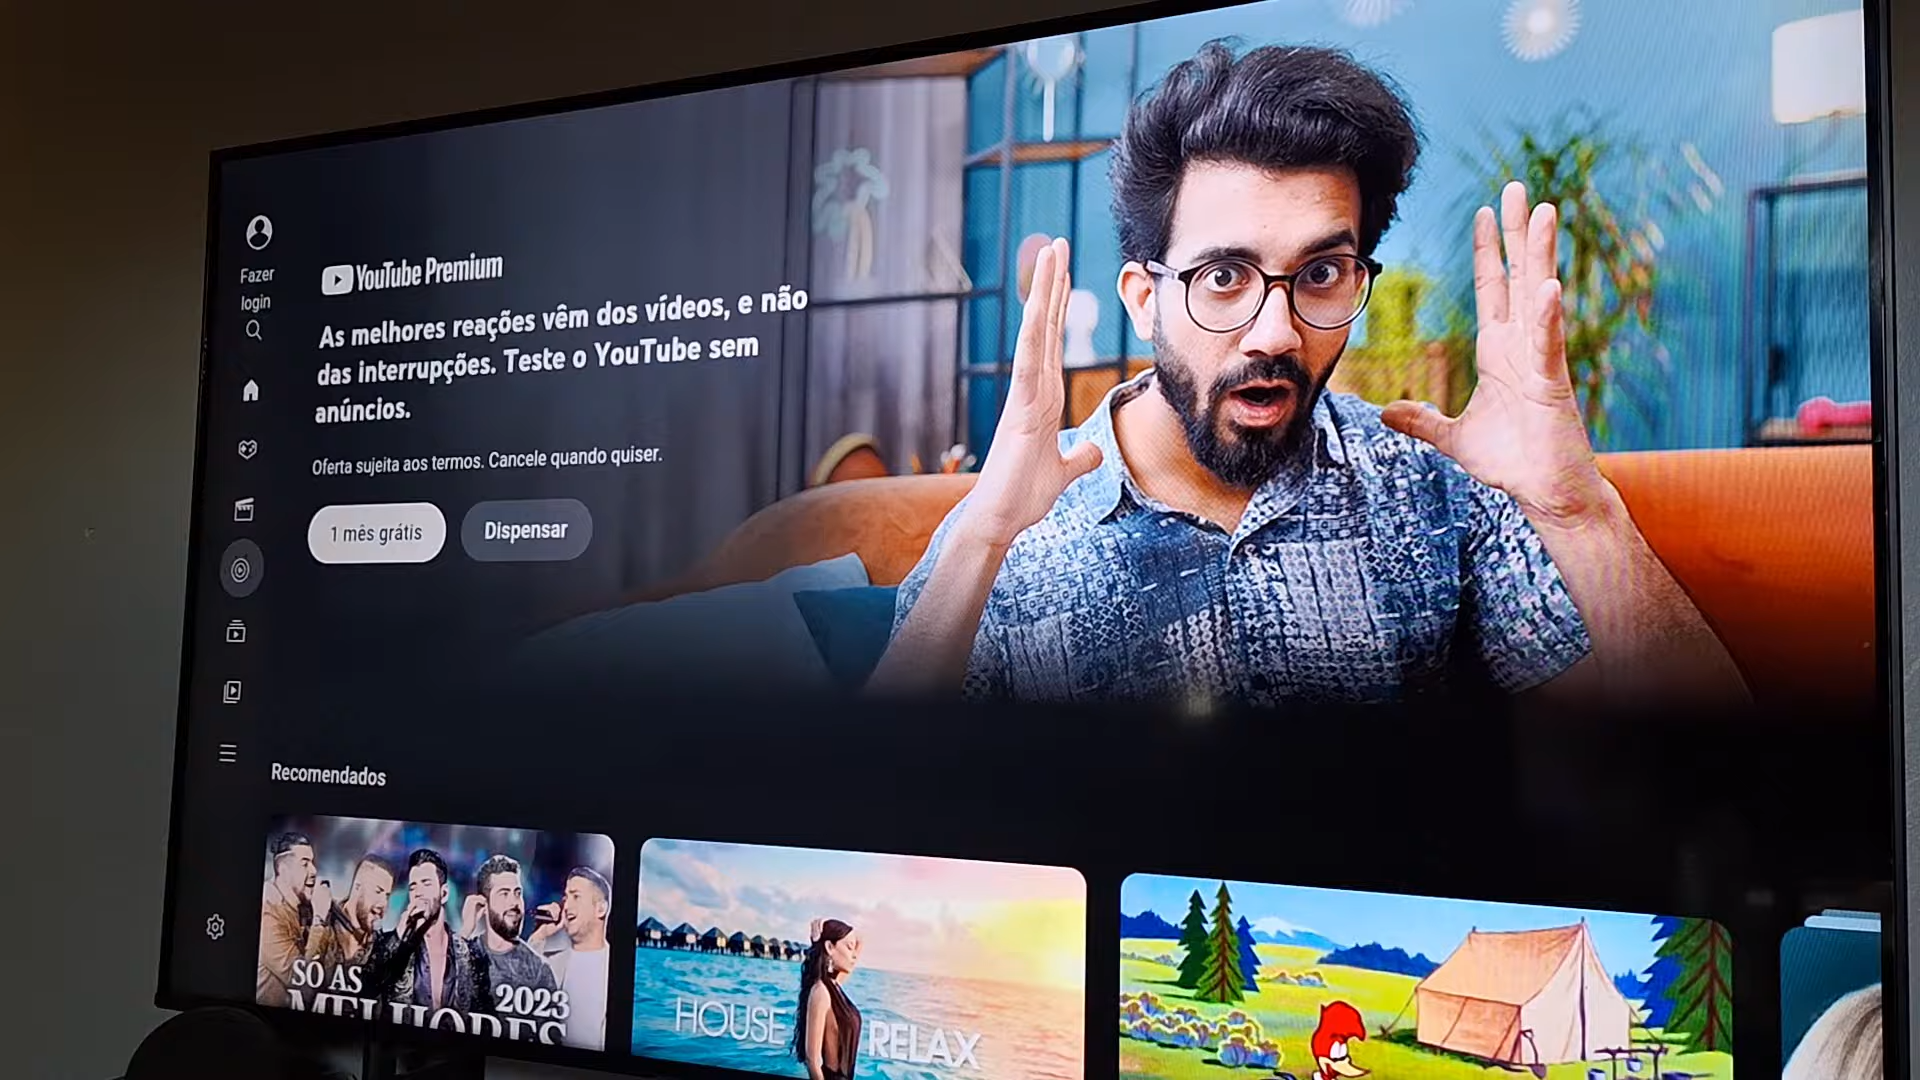 Fazer
login
YouTube Premium
As melhores reações vêm dos vídeos, e não
das interrupções. Teste o YouTube sem
anúncios.
Oferta sujeita aos termos. Cancele quando quiser.
1 mês grátis
Dispensar
Recomendados
SÓ AS
MELHORES
2023
HOUSE RELAX